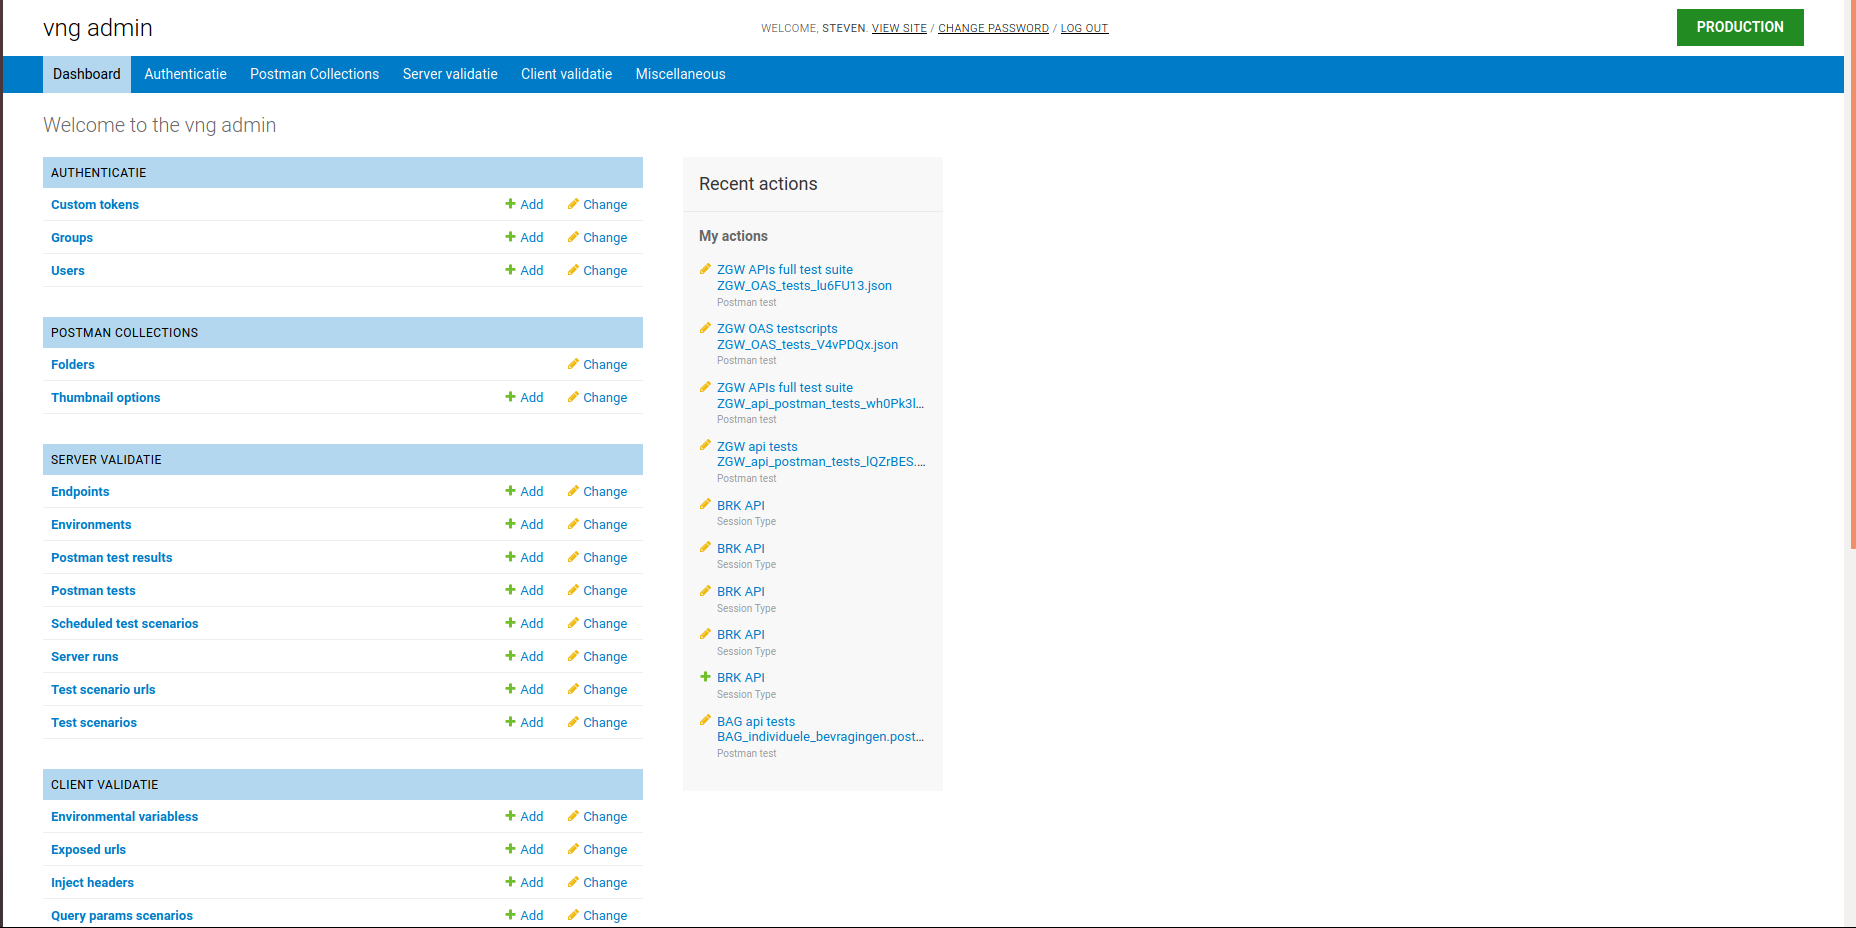 vng admin
WELCOME, STEVEN. VIEW SITE / CHANGE PASSWORD / LOG OUT
PRODUCTION
Dashboard Authenticatie Postman Collections Server validatie Client validatie Miscellaneous
Welcome to the vng admin
AUTHENTICATIE
Custom tokens Add Change
Groups Add Change
Users Add Change
POSTMAN COLLECTIONS
Folders Change
Thumbnail options Add Change
SERVER VALIDATIE
Endpoints Add Change
Environments Add Change
Postman test results Add Change
Postman tests Add Change
Scheduled test scenarios Add Change
Server runs Add Change
Test scenario urls Add Change
Test scenarios Add Change
CLIENT VALIDATIE
Environmental variabless Add Change
Exposed urls Add Change
Inject headers Add Change
Query params scenarios Add Change
Recent actions
My actions
ZGW APIs full test suite
ZGW_OAS_tests_lu6FU13.json
Postman test
ZGW OAS testscripts
ZGW_OAS_tests_V4vPDQx.json
Postman test
ZGW APIs full test suite
ZGW_api_postman_tests_wh0Pk3l...
Postman test
ZGW api tests
ZGW_api_postman_tests_lQZrBES....
Postman test
BRK API
Session Type
BRK API
Session Type
BRK API
Session Type
BRK API
Session Type
BRK API
Session Type
BAG api tests
BAG_individuele_bevragingen.post...
Postman test